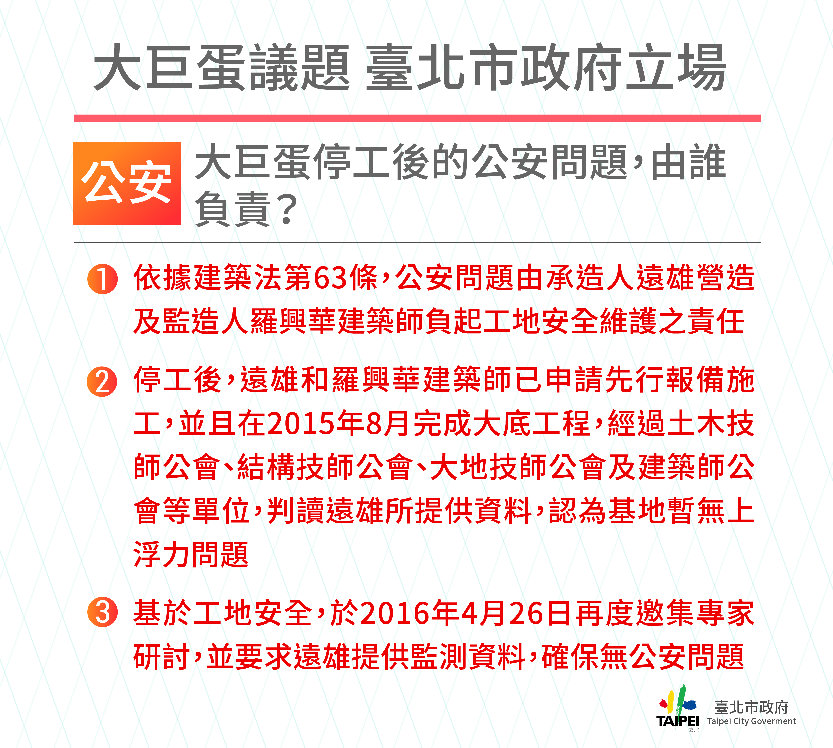 大巨蛋議題 臺北市政府立場
公安
大巨蛋停工後的公安問題，由誰
負責？
1 依據建築法第63條，公安問題由承造人遠雄營造
及監造人羅興華建築師負起工地安全維護之責任
2 停工後，遠雄和羅興華建築師已申請先行報備施
工，並且在2015年8月完成大底工程，經過土木技
師公會、結構技師公會、大地技師公會及建築師公
會等單位，判讀遠雄所提供資料，認為基地暫無上
浮力問題
3 基於工地安全，於2016年4月26日再度邀集專家
研討，並要求遠雄提供監測資料，確保無公安問題
TAIPEI
臺北市政府
Taipei City Goverment